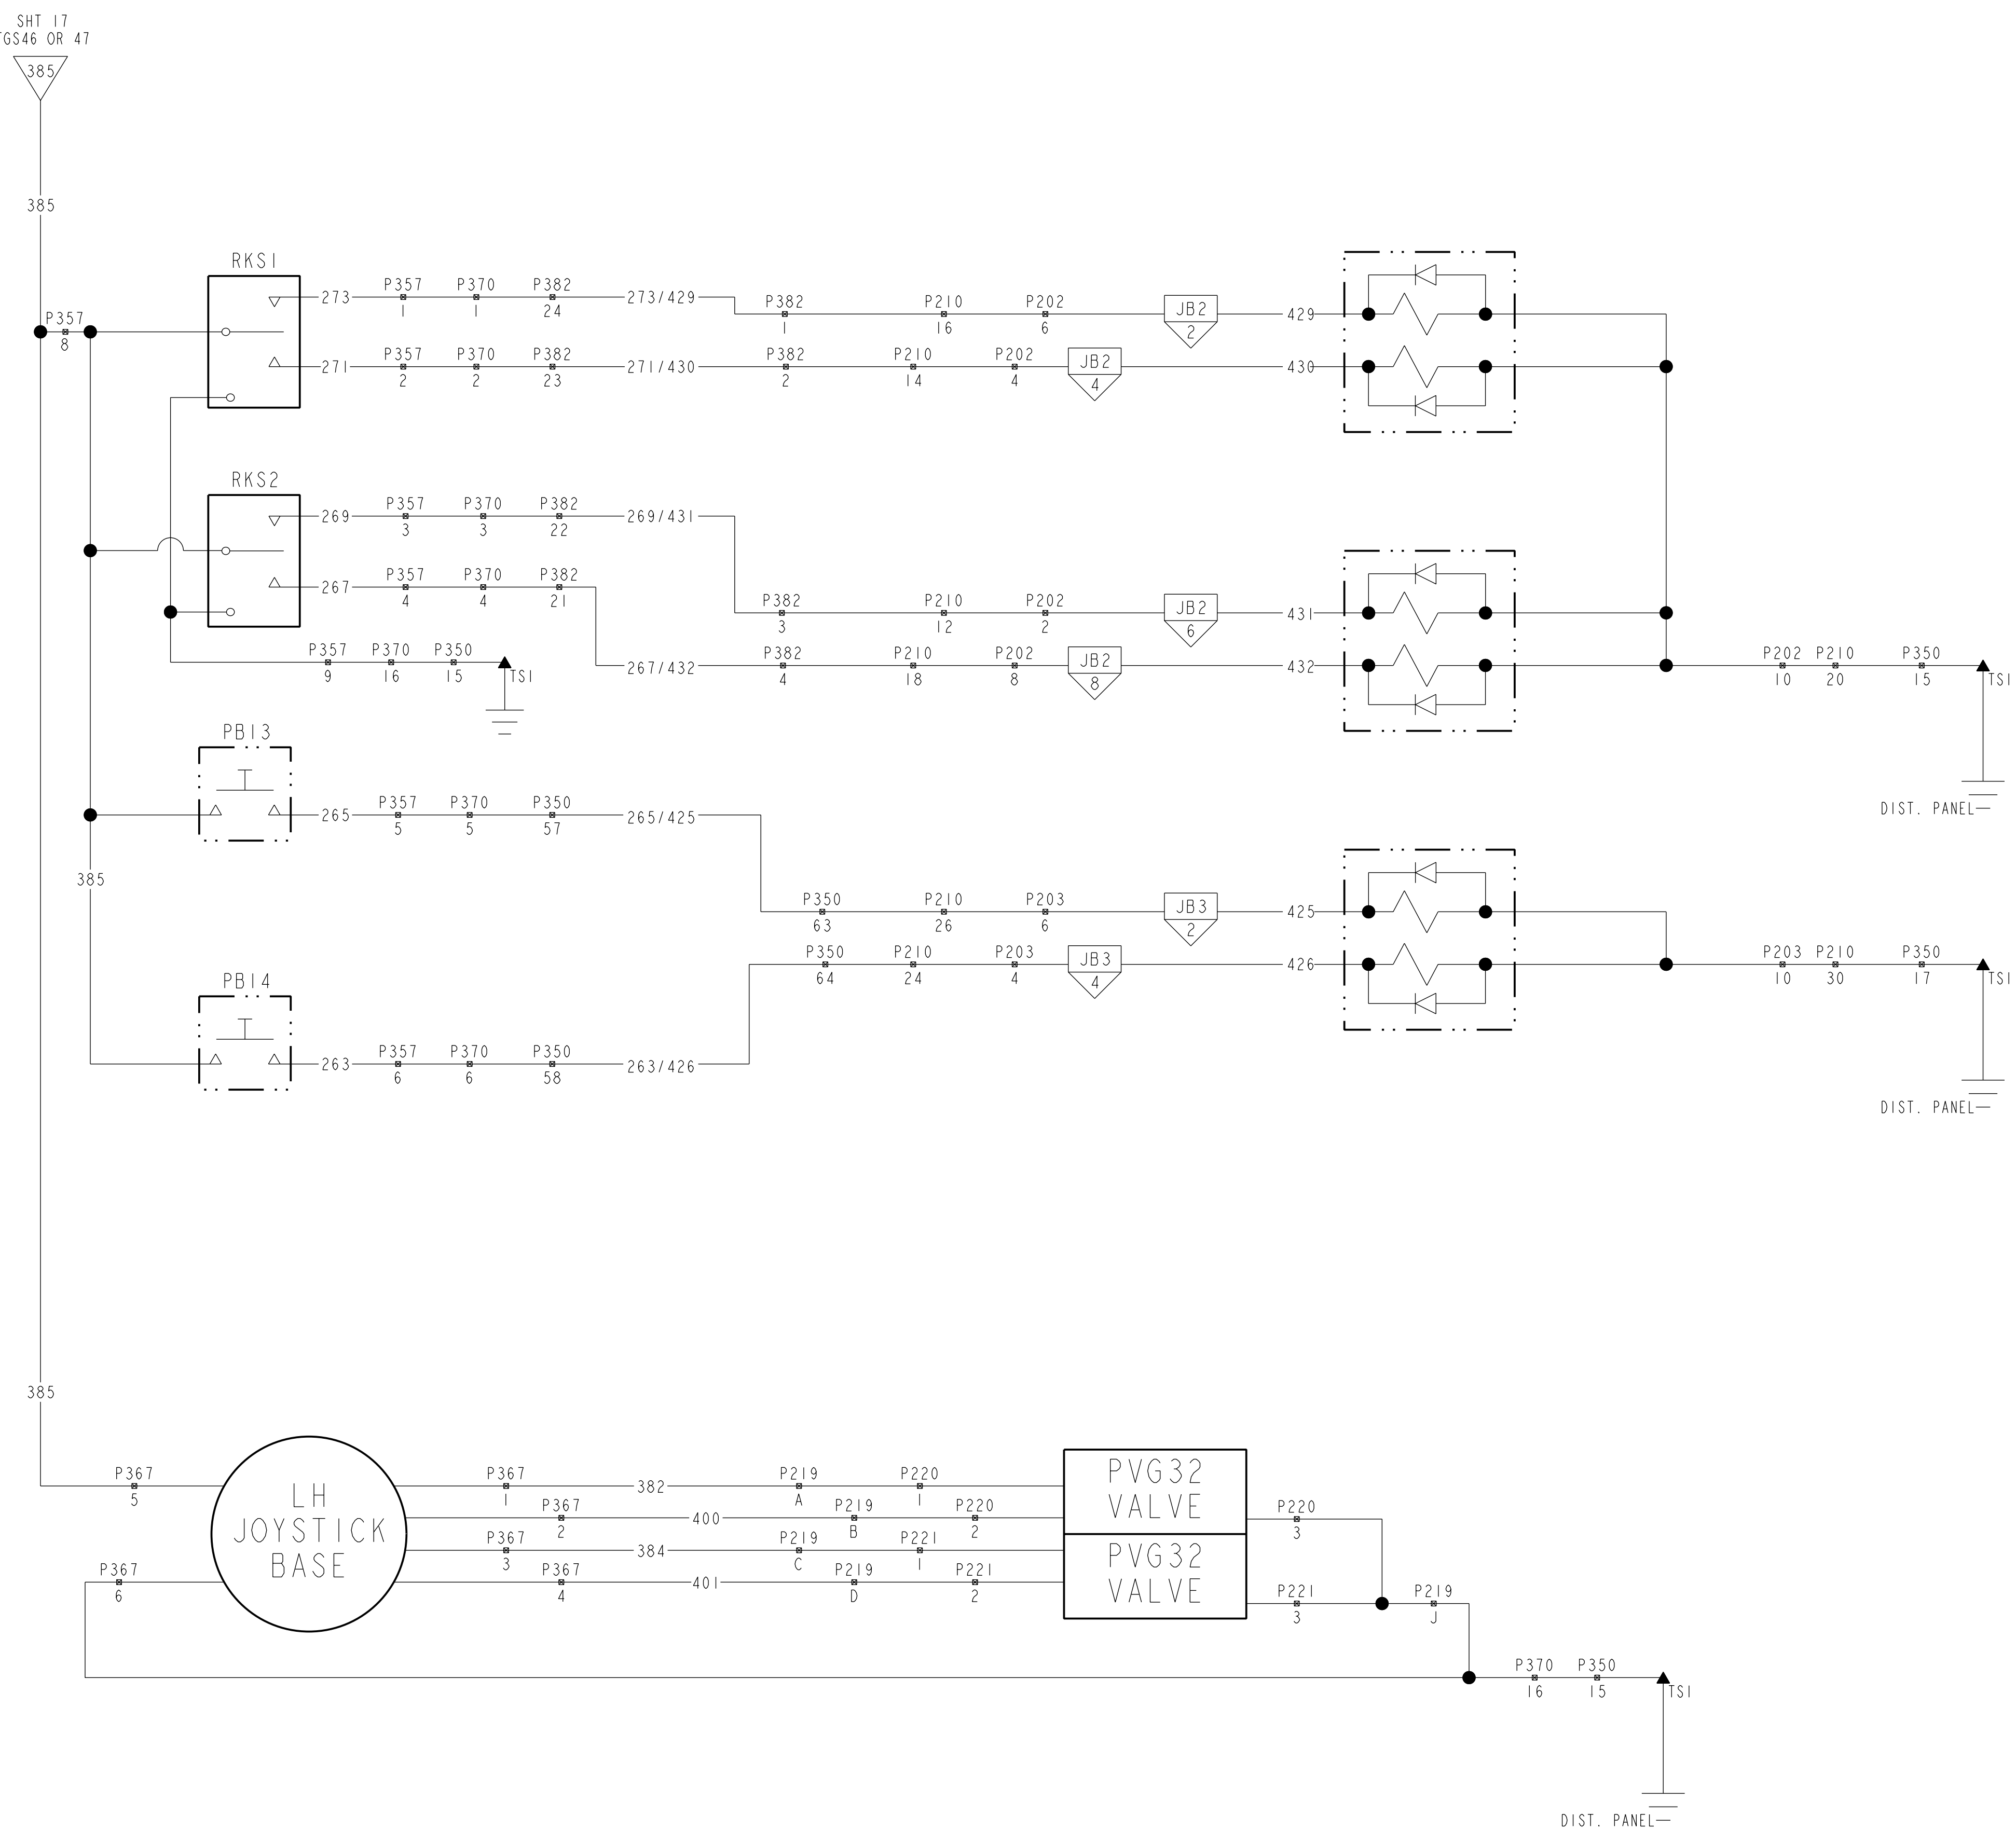 SHT 17
TGS46 OR 47
385
385
RKS1
273
P357
1
P370
1
P382
24
273/429
P382
1
P210
16
P202
6
JB2
2
429
P357
8
271
P357
2
P370
2
P382
23
271/430
P382
2
P210
14
P202
4
JB2
4
430
RKS2
269
P357
3
P370
3
P382
22
269/431
P382
3
P210
12
P202
2
JB2
6
431
267
P357
4
P370
4
P382
21
267/432
P382
4
P210
18
P202
8
JB2
8
432
P202
10
P210
20
P350
15
TS1
DIST. PANEL
P357
9
P370
16
P350
15
TS1
PB13
265
P357
5
P370
5
P350
57
265/425
P350
63
P210
26
P203
6
JB3
2
425
385
P350
64
P210
24
P203
4
JB3
4
426
P203
10
P210
30
P350
17
TS1
DIST. PANEL
PB14
263
P357
6
P370
6
P350
58
263/426
385
P367
5
LH
JOYSTICK
BASE
P367
1
382
P219
A
P220
1
PVG32
VALVE
P367
2
400
P219
B
P220
2
P220
3
P367
3
384
P219
C
P221
1
PVG32
VALVE
P367
6
P367
4
401
P219
D
P221
2
P221
3
P219
J
P370
16
P350
15
TS1
DIST. PANEL